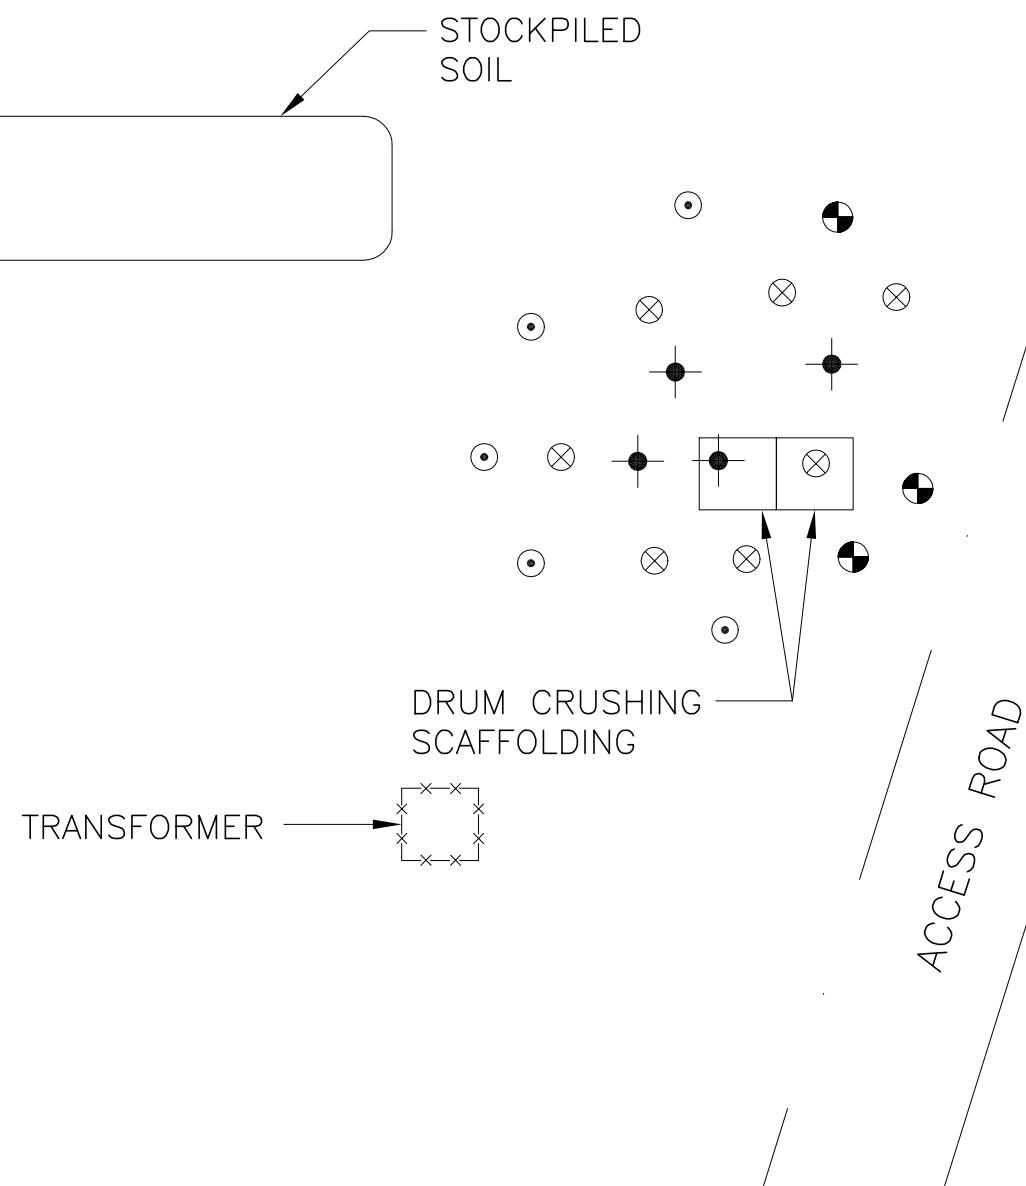 STOCKPILED
SOIL
DRUM CRUSHING
SCAFFOLDING
TRANSFORMER
ACCESS ROAD